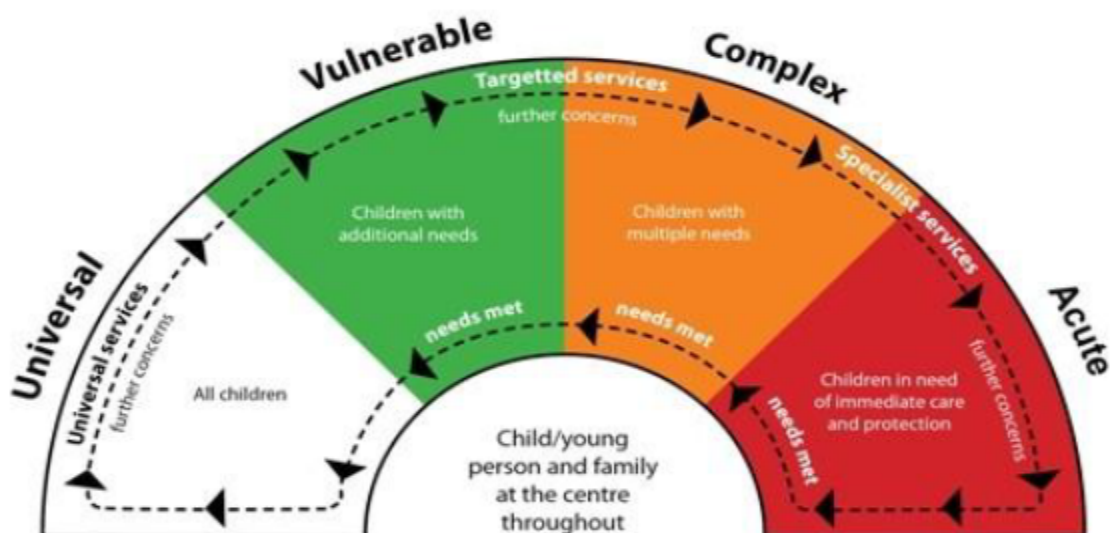 Universal
Vulnerable
Complex
Acute
Universal services
further concerns
Targetted services
further concerns
Specialist services
further concerns
All children
Children with
additional needs
Children with
multiple needs
Children in need
of immediate care
and protection
needs met
needs met
needs met
Child/young
person and family
at the centre
throughout